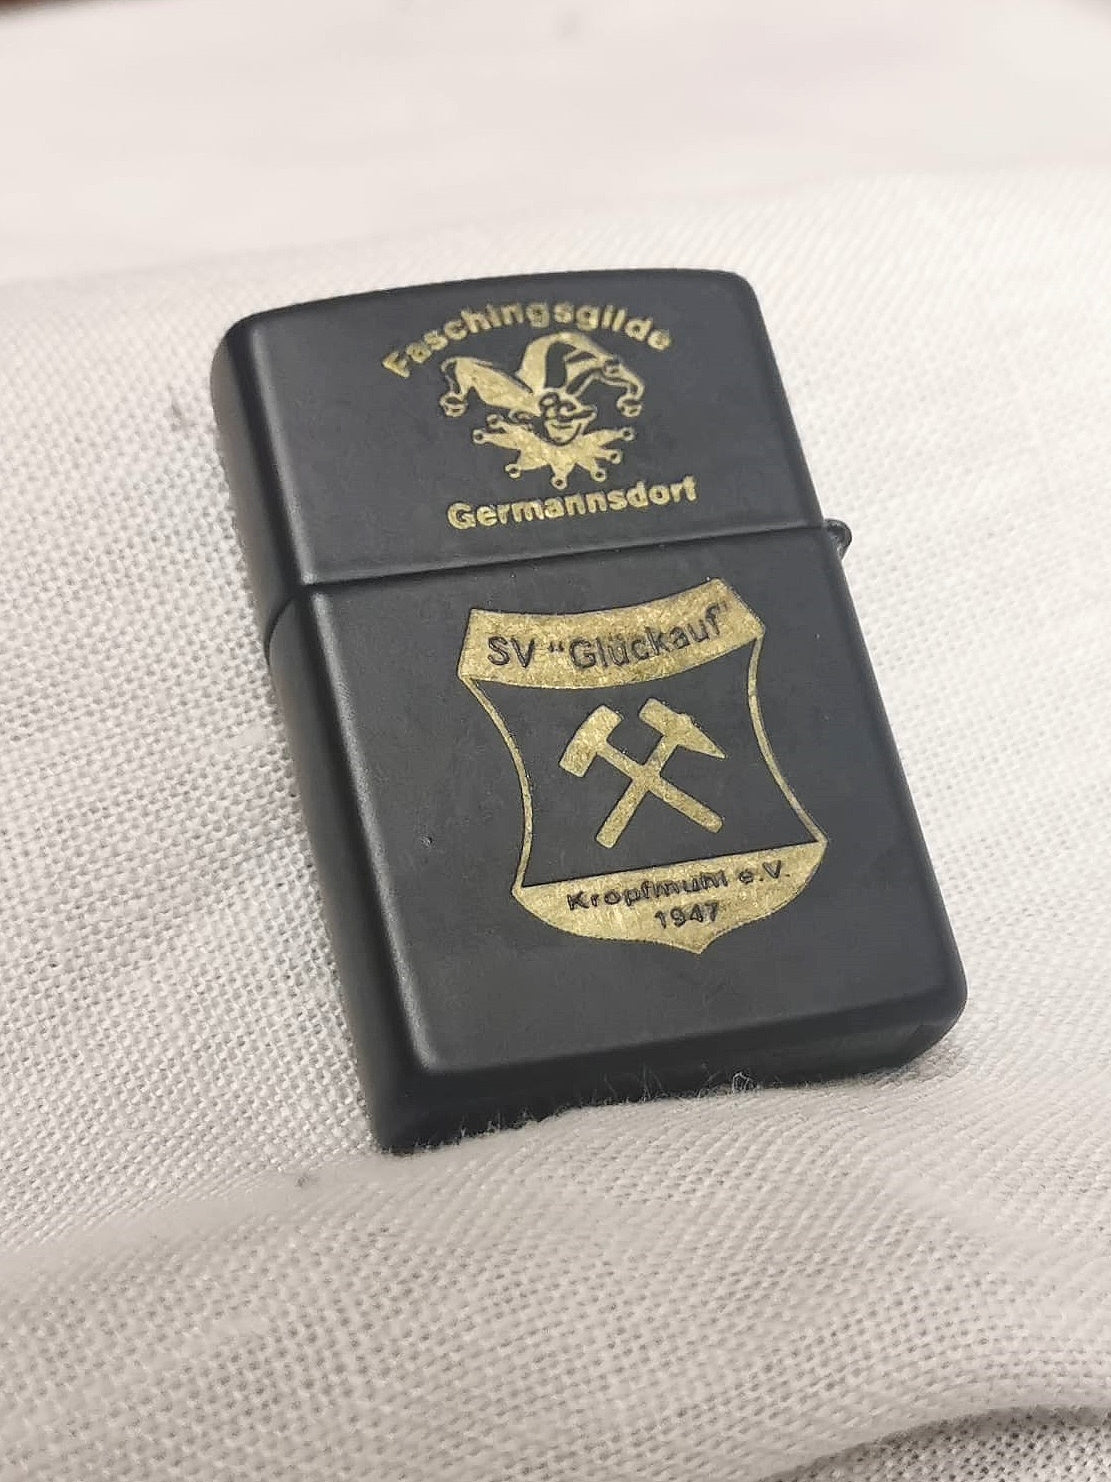 Faschingsgilde
Germannsdorf
SV “Glückauf”
Kropfmühl e.V.
1947